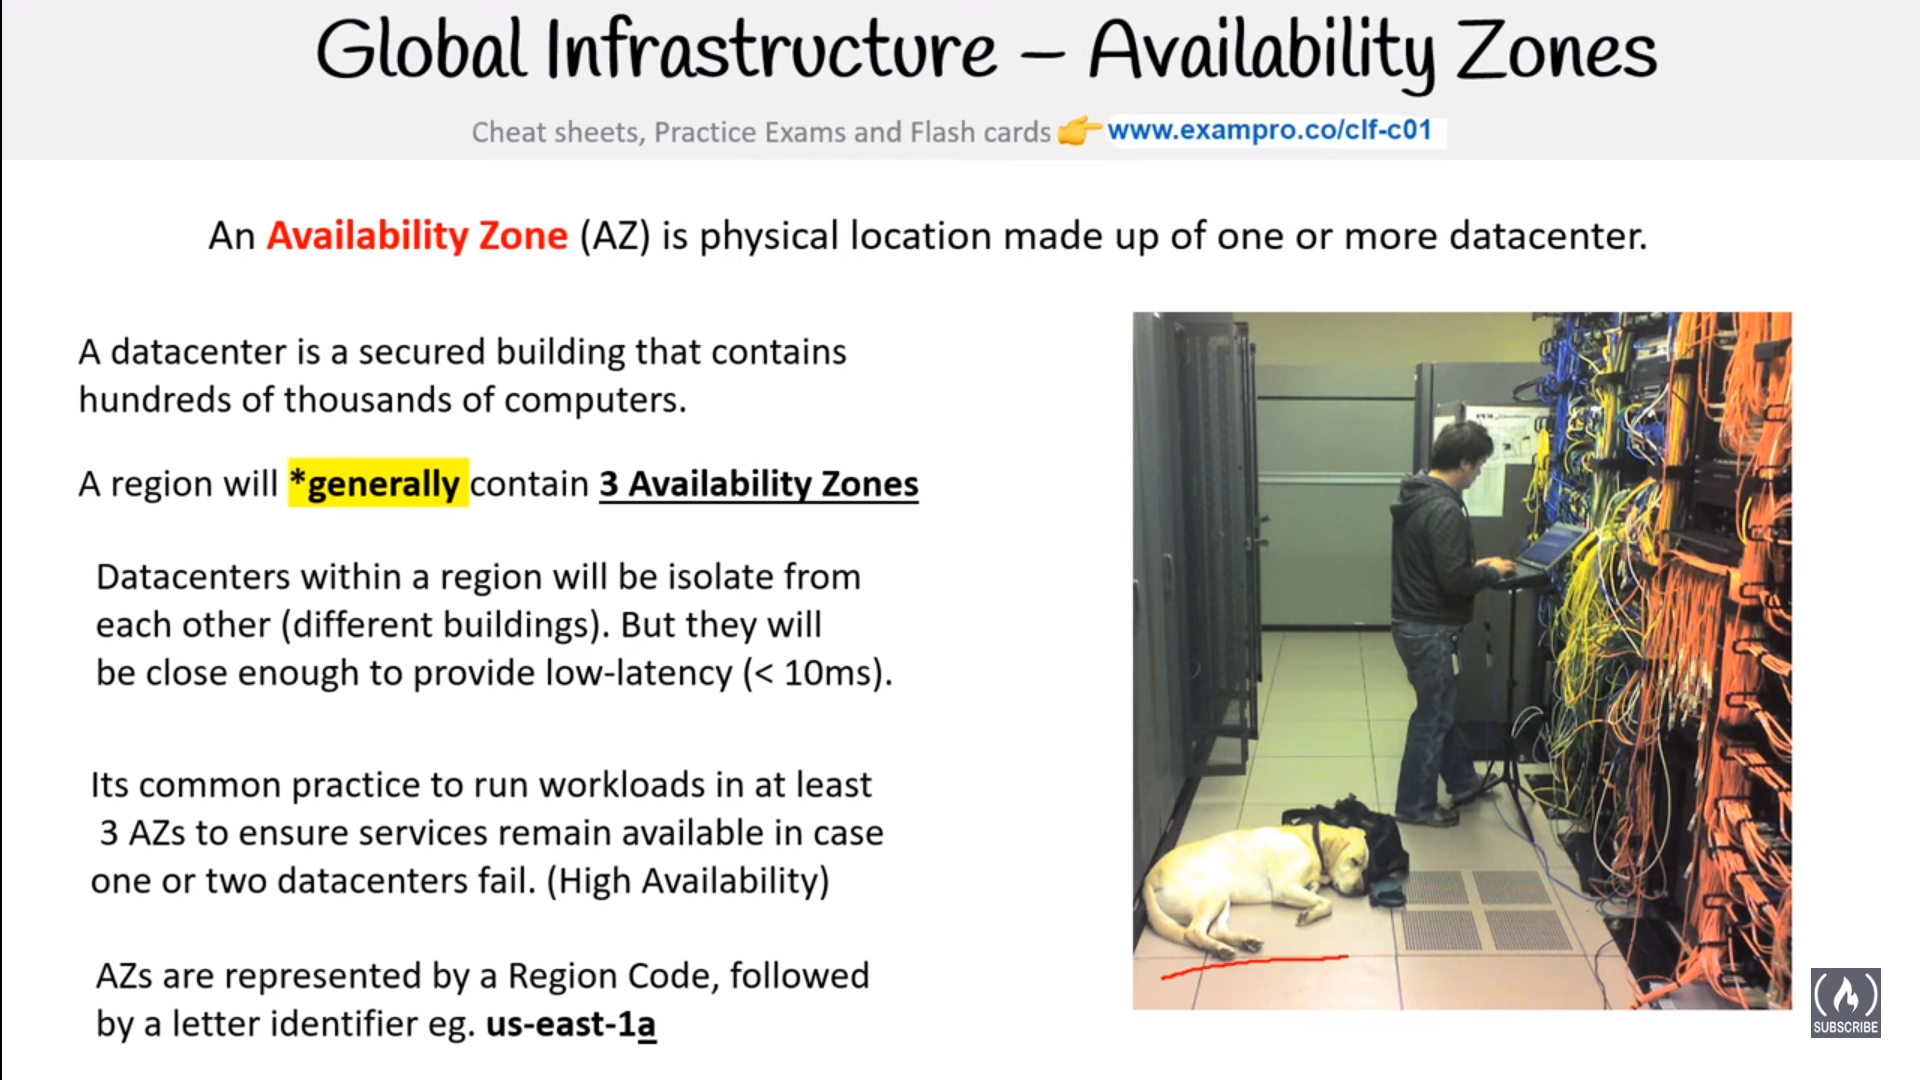 Global Infrastructure – Availability Zones
Cheat sheets, Practice Exams and Flash cards 👉 www.exampro.co/clf-c01
An Availability Zone (AZ) is physical location made up of one or more datacenter.
A datacenter is a secured building that contains
hundreds of thousands of computers.
A region will *generally contain 3 Availability Zones
Datacenters within a region will be isolate from
each other (different buildings). But they will
be close enough to provide low-latency (< 10ms).
Its common practice to run workloads in at least
3 AZs to ensure services remain available in case
one or two datacenters fail. (High Availability)
AZs are represented by a Region Code, followed
by a letter identifier eg. us-east-1a
SUBSCRIBE